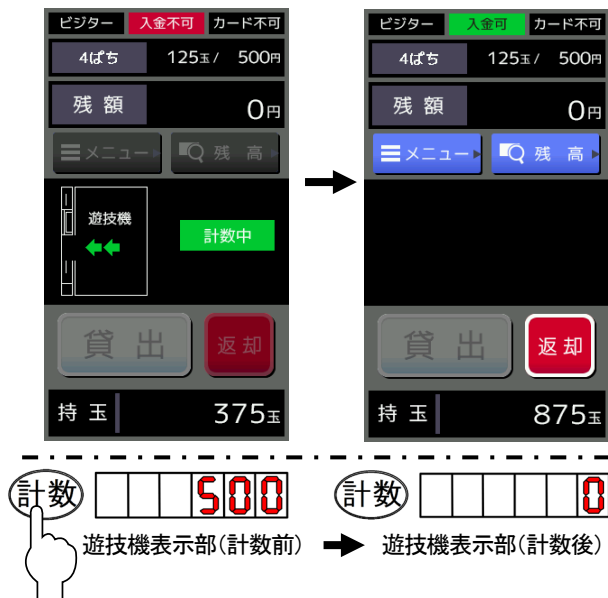 ビジター 入金不可 カード不可
4ぱち 125玉/ 500円
残 額 0円
メニュー 残 高
遊技機
計数中
貸 出 返 却
持 玉 375玉
ビジター 入金可 カード不可
4ぱち 125玉/ 500円
残 額 0円
メニュー 残 高
貸 出 返 却
持 玉 875玉
計数 500
遊技機表示部(計数前)
計数 0
遊技機表示部(計数後)